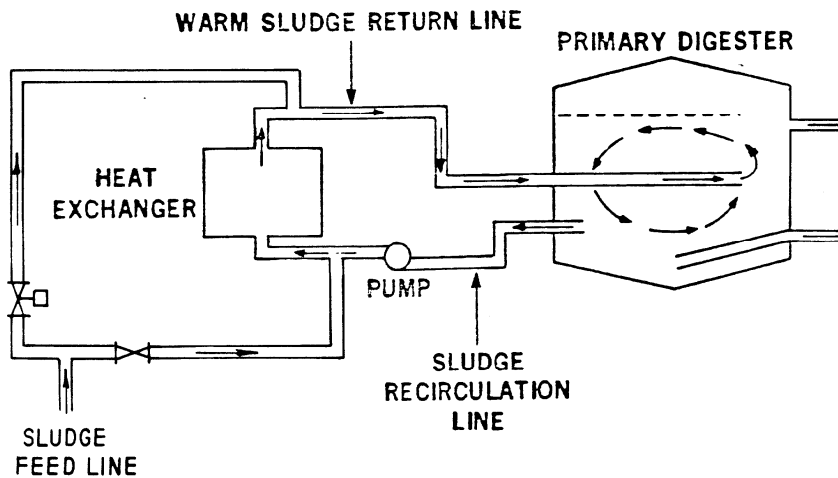 WARM SLUDGE RETURN LINE
PRIMARY DIGESTER
HEAT
EXCHANGER
PUMP
SLUDGE
RECIRCULATION
LINE
SLUDGE
FEED LINE